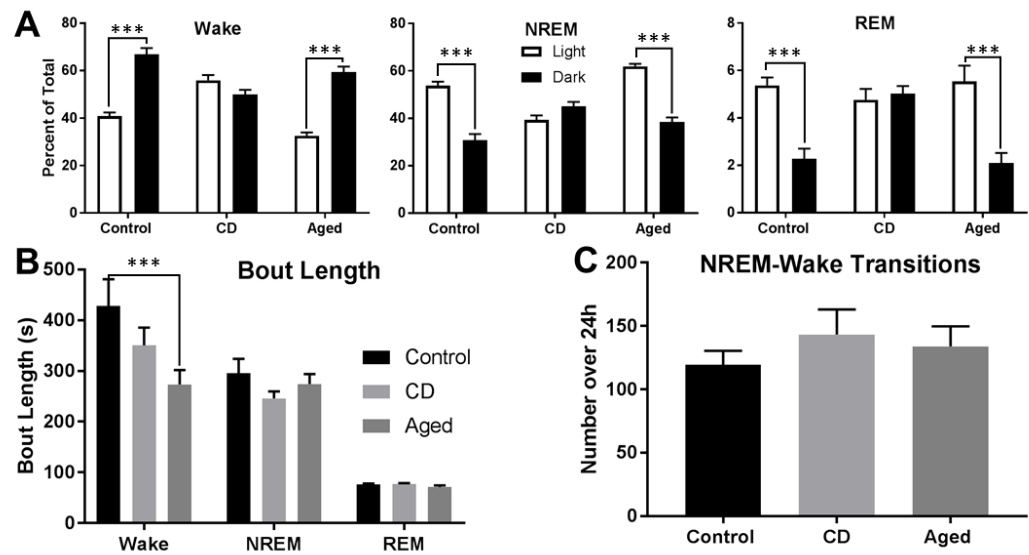 A
Wake
NREM
REM
Percent of Total
80
60
40
20
0
***
***
Control
CD
Aged
80
60
40
20
0
***
***
Light
Dark
Control
CD
Aged
8
6
4
2
0
***
***
Control
CD
Aged
B
Bout Length
Bout Length (s)
500
400
300
200
100
0
***
Control
CD
Aged
Wake
NREM
REM
C
NREM-Wake Transitions
Number over 24h
200
150
100
50
0
Control
CD
Aged